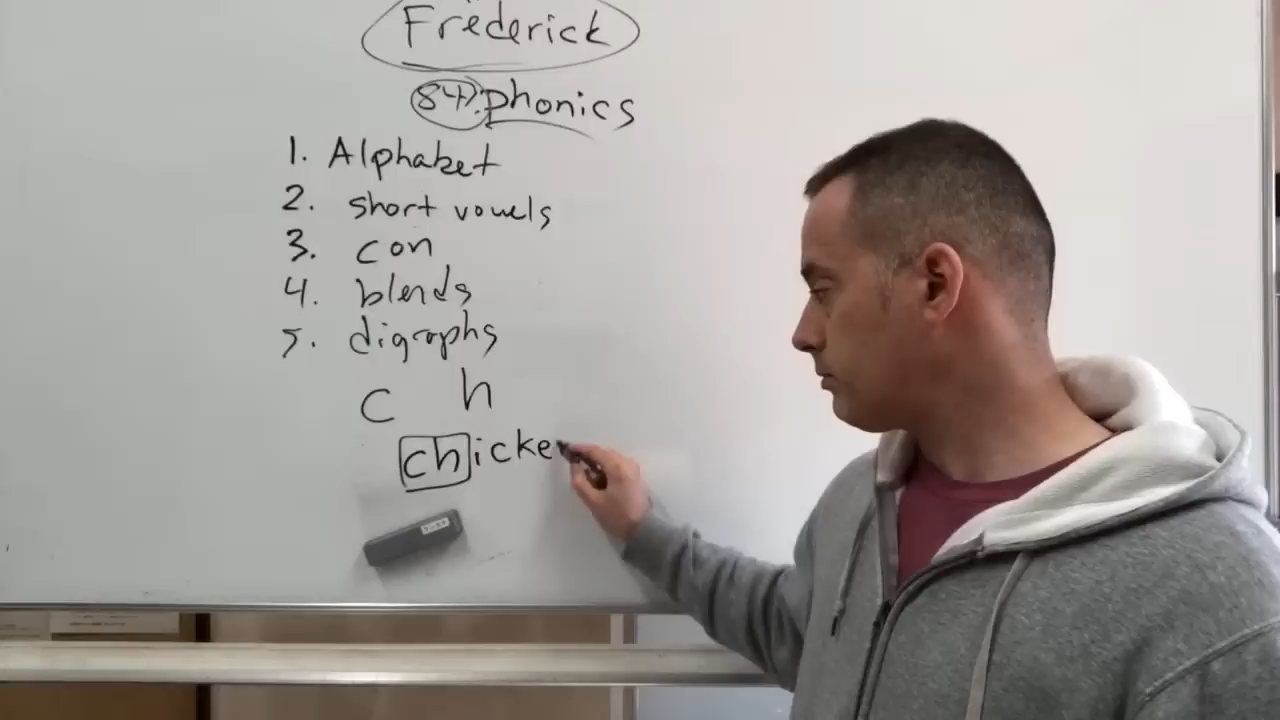 Frederick
84). phonics
1. Alphabet
2. short vowels
3. con
4. blends
5. digraphs
c h
chicke